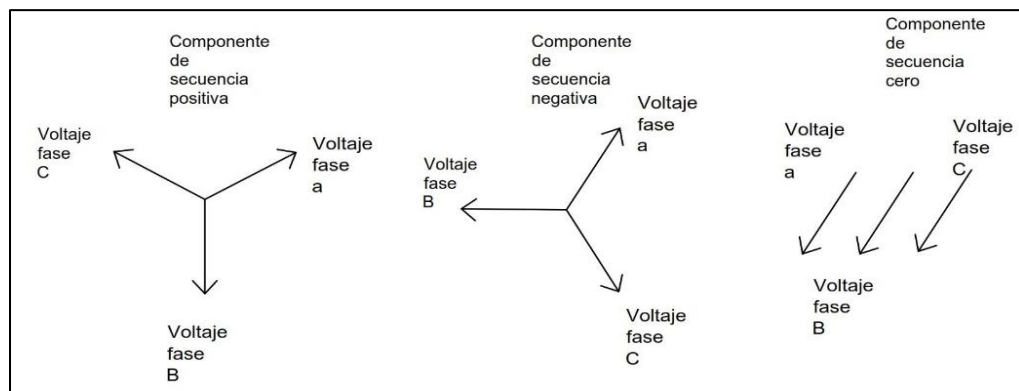 Componente
de
secuencia
positiva
Voltaje
fase
C
Voltaje
fase
a
Voltaje
fase
B
Componente
de
secuencia
negativa
Voltaje
fase
a
Voltaje
fase
B
Voltaje
fase
C
Componente
de
secuencia
cero
Voltaje
fase
a
Voltaje
fase
C
Voltaje
fase
B